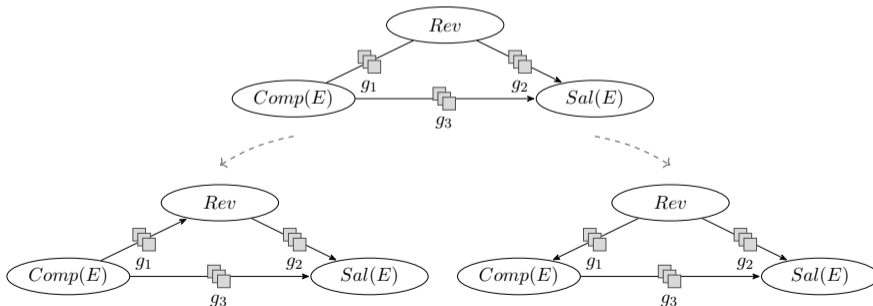 Rev
g1 g2
Comp(E) Sal(E)
g3
Rev Rev
g1 g2 g1 g2
Comp(E) Sal(E) Comp(E) Sal(E)
g3 g3